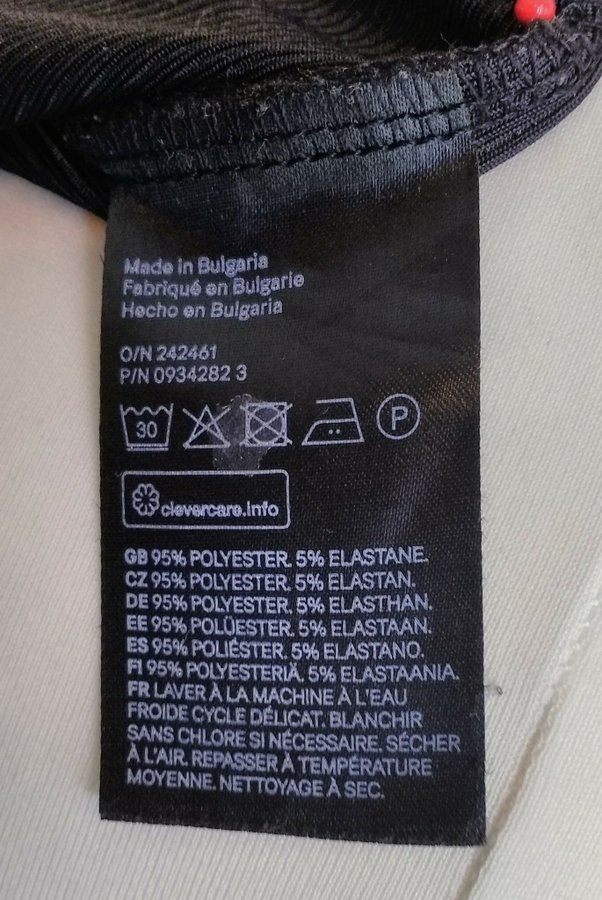 Made in Bulgaria
Fabriqué en Bulgarie
Hecho en Bulgaria
O/N 242461
P/N 0934282 3
30 P
clevercare.info
GB 95% POLYESTER. 5% ELASTANE.
CZ 95% POLYESTER. 5% ELASTAN.
DE 95% POLYESTER. 5% ELASTHAN.
EE 95% POLÜESTER. 5% ELASTAAN.
ES 95% POLIÉSTER. 5% ELASTANO.
FI 95% POLYESTERIÄ. 5% ELASTAANIA.
FR LAVER À LA MACHINE À L'EAU
FROIDE CYCLE DÉLICAT. BLANCHIR
SANS CHLORE SI NÉCESSAIRE. SÉCHER
À L'AIR. REPASSER À TEMPÉRATURE
MOYENNE. NETTOYAGE À SEC.